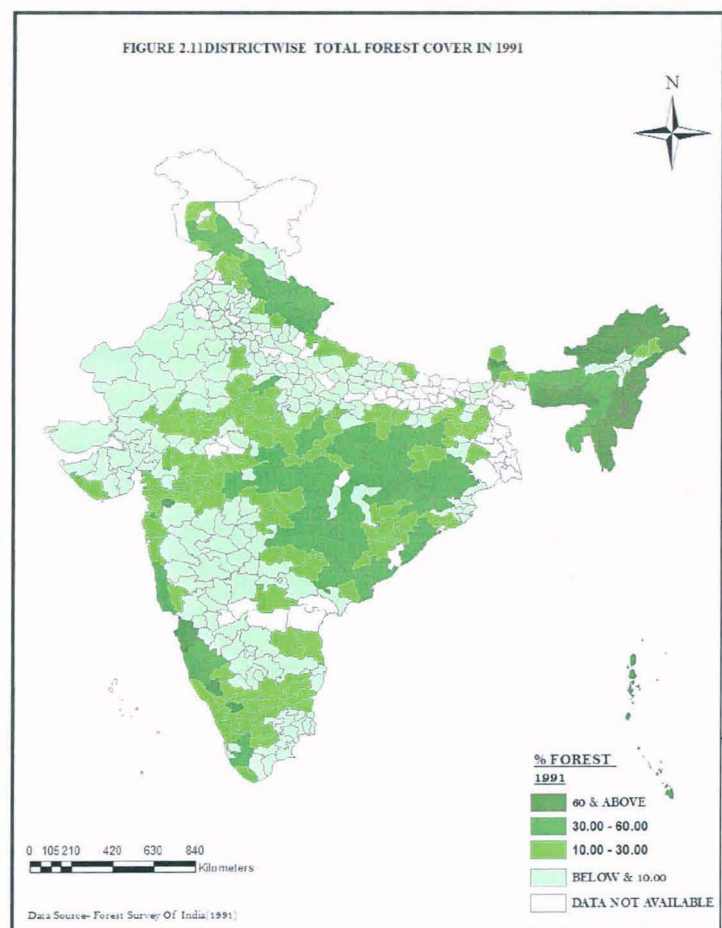 FIGURE 2.11DISTRICTWISE TOTAL FOREST COVER IN 1991
N
% FOREST
1991
60 & ABOVE
30.00 - 60.00
10.00 - 30.00
BELOW & 10.00
DATA NOT AVAILABLE
0 105 210 420 630 840
Kilometers
Data Source- Forest Survey Of India(1991)